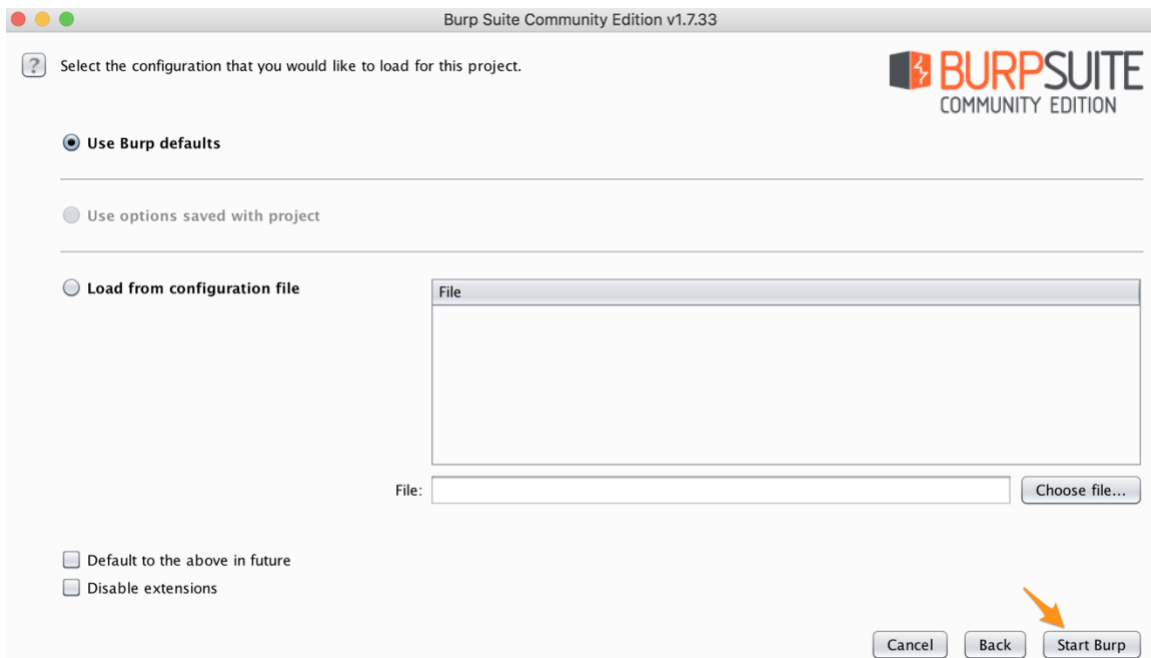 Burp Suite Community Edition v1.7.33
? Select the configuration that you would like to load for this project.
BURPSUITE
COMMUNITY EDITION
Use Burp defaults
Use options saved with project
Load from configuration file
File
File:
Choose file...
Default to the above in future
Disable extensions
Cancel Back Start Burp